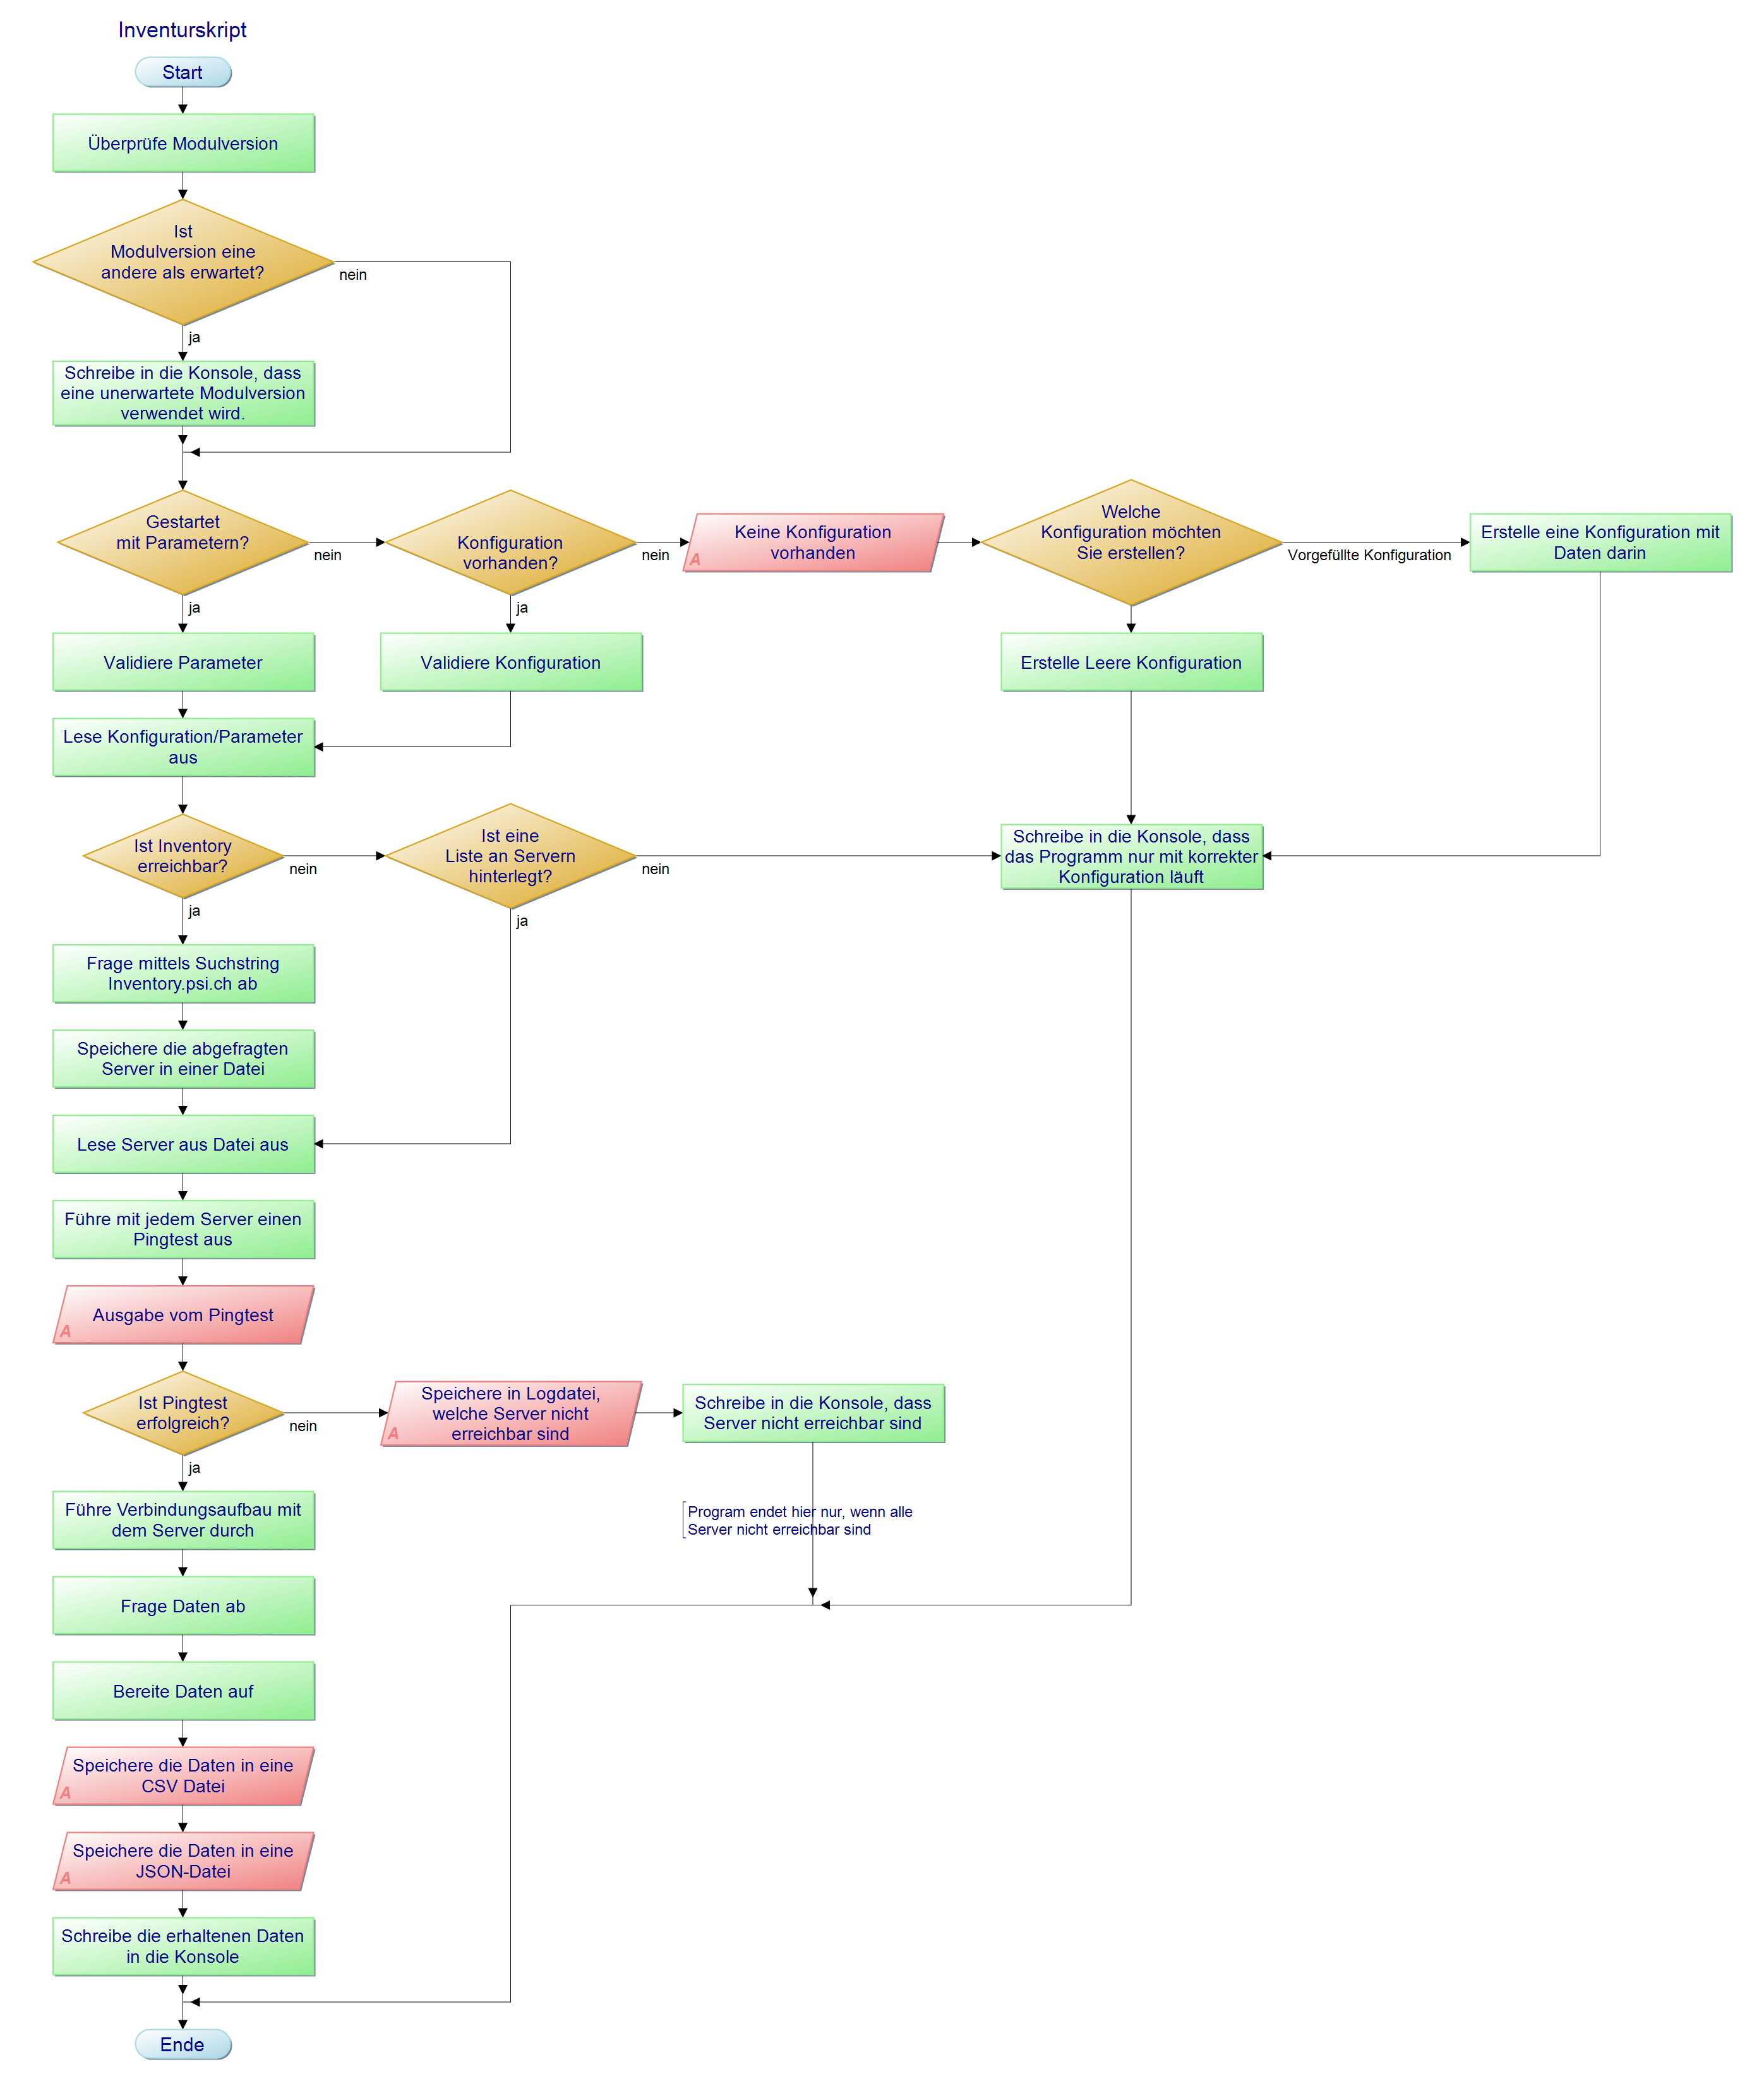 Inventurskript
Start
Überprüfe Modulversion
Ist
Modulversion eine
andere als erwartet?
nein
ja
Schreibe in die Konsole, dass
eine unerwartete Modulversion
verwendet wird.
Gestartet
mit Parametern?
nein
ja
Konfiguration
vorhanden?
nein
ja
Keine Konfiguration
vorhanden
A
Welche
Konfiguration möchten
Sie erstellen?
Vorgefüllte Konfiguration
Erstelle eine Konfiguration mit
Daten darin
Validiere Parameter
Validiere Konfiguration
Erstelle Leere Konfiguration
Lese Konfiguration/Parameter
aus
Ist Inventory
erreichbar?
nein
ja
Ist eine
Liste an Servern
hinterlegt?
nein
ja
Schreibe in die Konsole, dass
das Programm nur mit korrekter
Konfiguration läuft
Frage mittels Suchstring
Inventory.psi.ch ab
Speichere die abgefragten
Server in einer Datei
Lese Server aus Datei aus
Führe mit jedem Server einen
Pingtest aus
Ausgabe vom Pingtest
A
Ist Pingtest
erfolgreich?
nein
ja
Speichere in Logdatei,
welche Server nicht
erreichbar sind
A
Schreibe in die Konsole, dass
Server nicht erreichbar sind
Program endet hier nur, wenn alle
Server nicht erreichbar sind
Führe Verbindungsaufbau mit
dem Server durch
Frage Daten ab
Bereite Daten auf
Speichere die Daten in eine
CSV Datei
A
Speichere die Daten in eine
JSON-Datei
A
Schreibe die erhaltenen Daten
in die Konsole
Ende